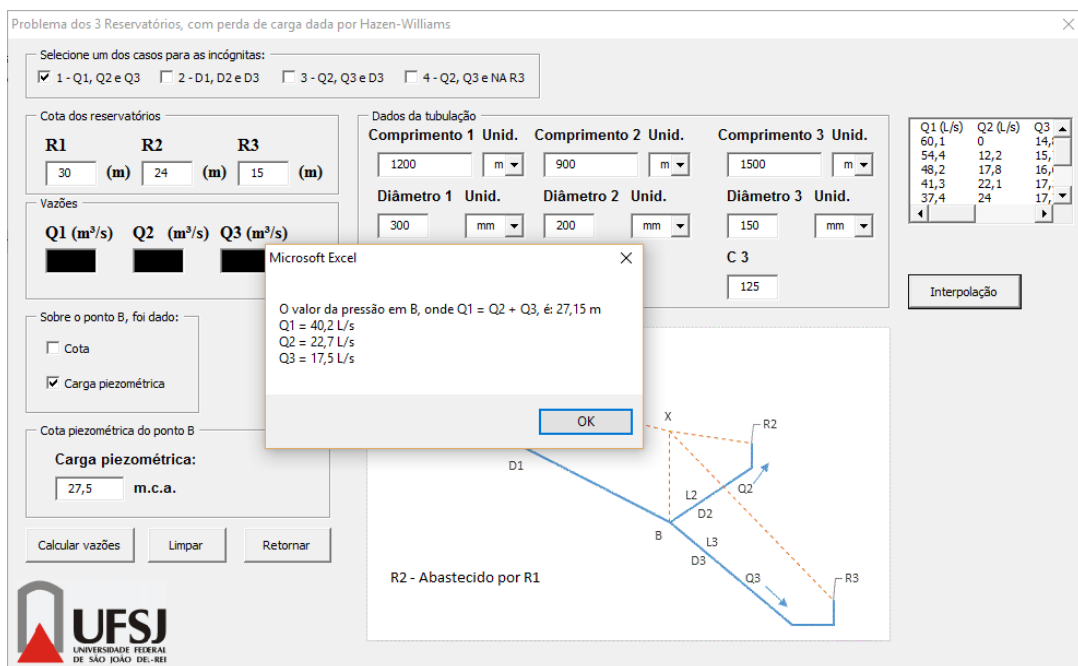 Problema dos 3 Reservatórios, com perda de carga dada por Hazen-Williams
Selecione um dos casos para as incógnitas:
1 - Q1, Q2 e Q3 2 - D1, D2 e D3 3 - Q2, Q3 e D3 4 - Q2, Q3 e NA R3
Cota dos reservatórios
R1 R2 R3
30 (m) 24 (m) 15 (m)
Vazões
Q1 (m³/s) Q2 (m³/s) Q3 (m³/s)
Dados da tubulação
Comprimento 1 Unid. Comprimento 2 Unid. Comprimento 3 Unid.
1200 m 900 m 1500 m
Diâmetro 1 Unid. Diâmetro 2 Unid. Diâmetro 3 Unid.
300 mm 200 mm 150 mm
C 3
125
Q1 (L/s) Q2 (L/s) Q3
60,1 0 14,
54,4 12,2 15,
48,2 17,8 16,
41,3 22,1 17,
37,4 24 17,
Interpolação
Microsoft Excel
O valor da pressão em B, onde Q1 = Q2 + Q3, é: 27,15 m
Q1 = 40,2 L/s
Q2 = 22,7 L/s
Q3 = 17,5 L/s
OK
Sobre o ponto B, foi dado:
Cota
Carga piezométrica
Cota piezométrica do ponto B
Carga piezométrica:
27,5 m.c.a.
Calcular vazões Limpar Retornar
X
R2
D1
L2
Q2
D2
B
L3
D3
Q3
R3
R2 - Abastecido por R1
UFSJ
UNIVERSIDADE FEDERAL
DE SÃO JOÃO DEL-REI